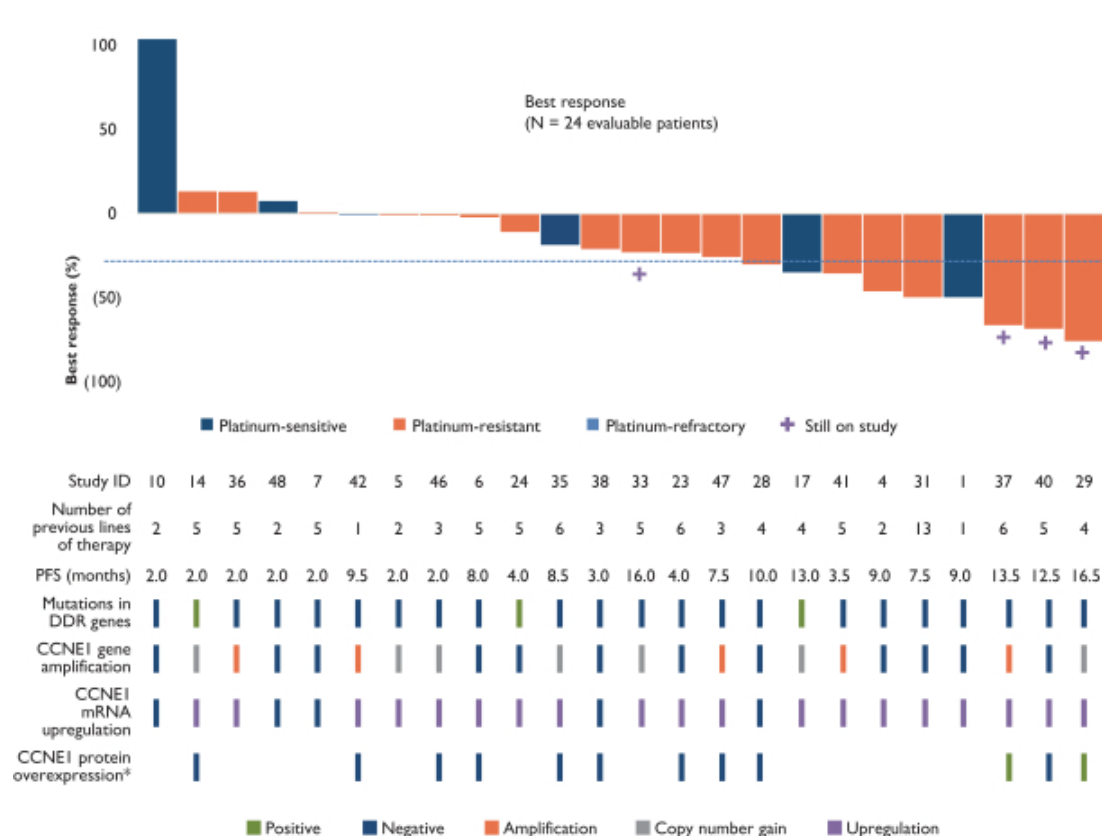 100
50
0
(50)
(100)
Best response (%)
Best response
(N = 24 evaluable patients)
Platinum-sensitive Platinum-resistant Platinum-refractory + Still on study
Study ID 10 14 36 48 7 42 5 46 6 24 35 38 33 23 47 28 17 41 4 31 1 37 40 29
Number of
previous lines
of therapy
2 5 5 2 5 1 2 3 5 5 6 3 5 6 3 4 4 5 2 13 1 6 5 4
PFS (months) 2.0 2.0 2.0 2.0 2.0 9.5 2.0 2.0 8.0 4.0 8.5 3.0 16.0 4.0 7.5 10.0 13.0 3.5 9.0 7.5 9.0 13.5 12.5 16.5
Mutations in
DDR genes
CCNE1 gene
amplification
CCNE1
mRNA
upregulation
CCNE1 protein
overexpression*
Positive Negative Amplification Copy number gain Upregulation